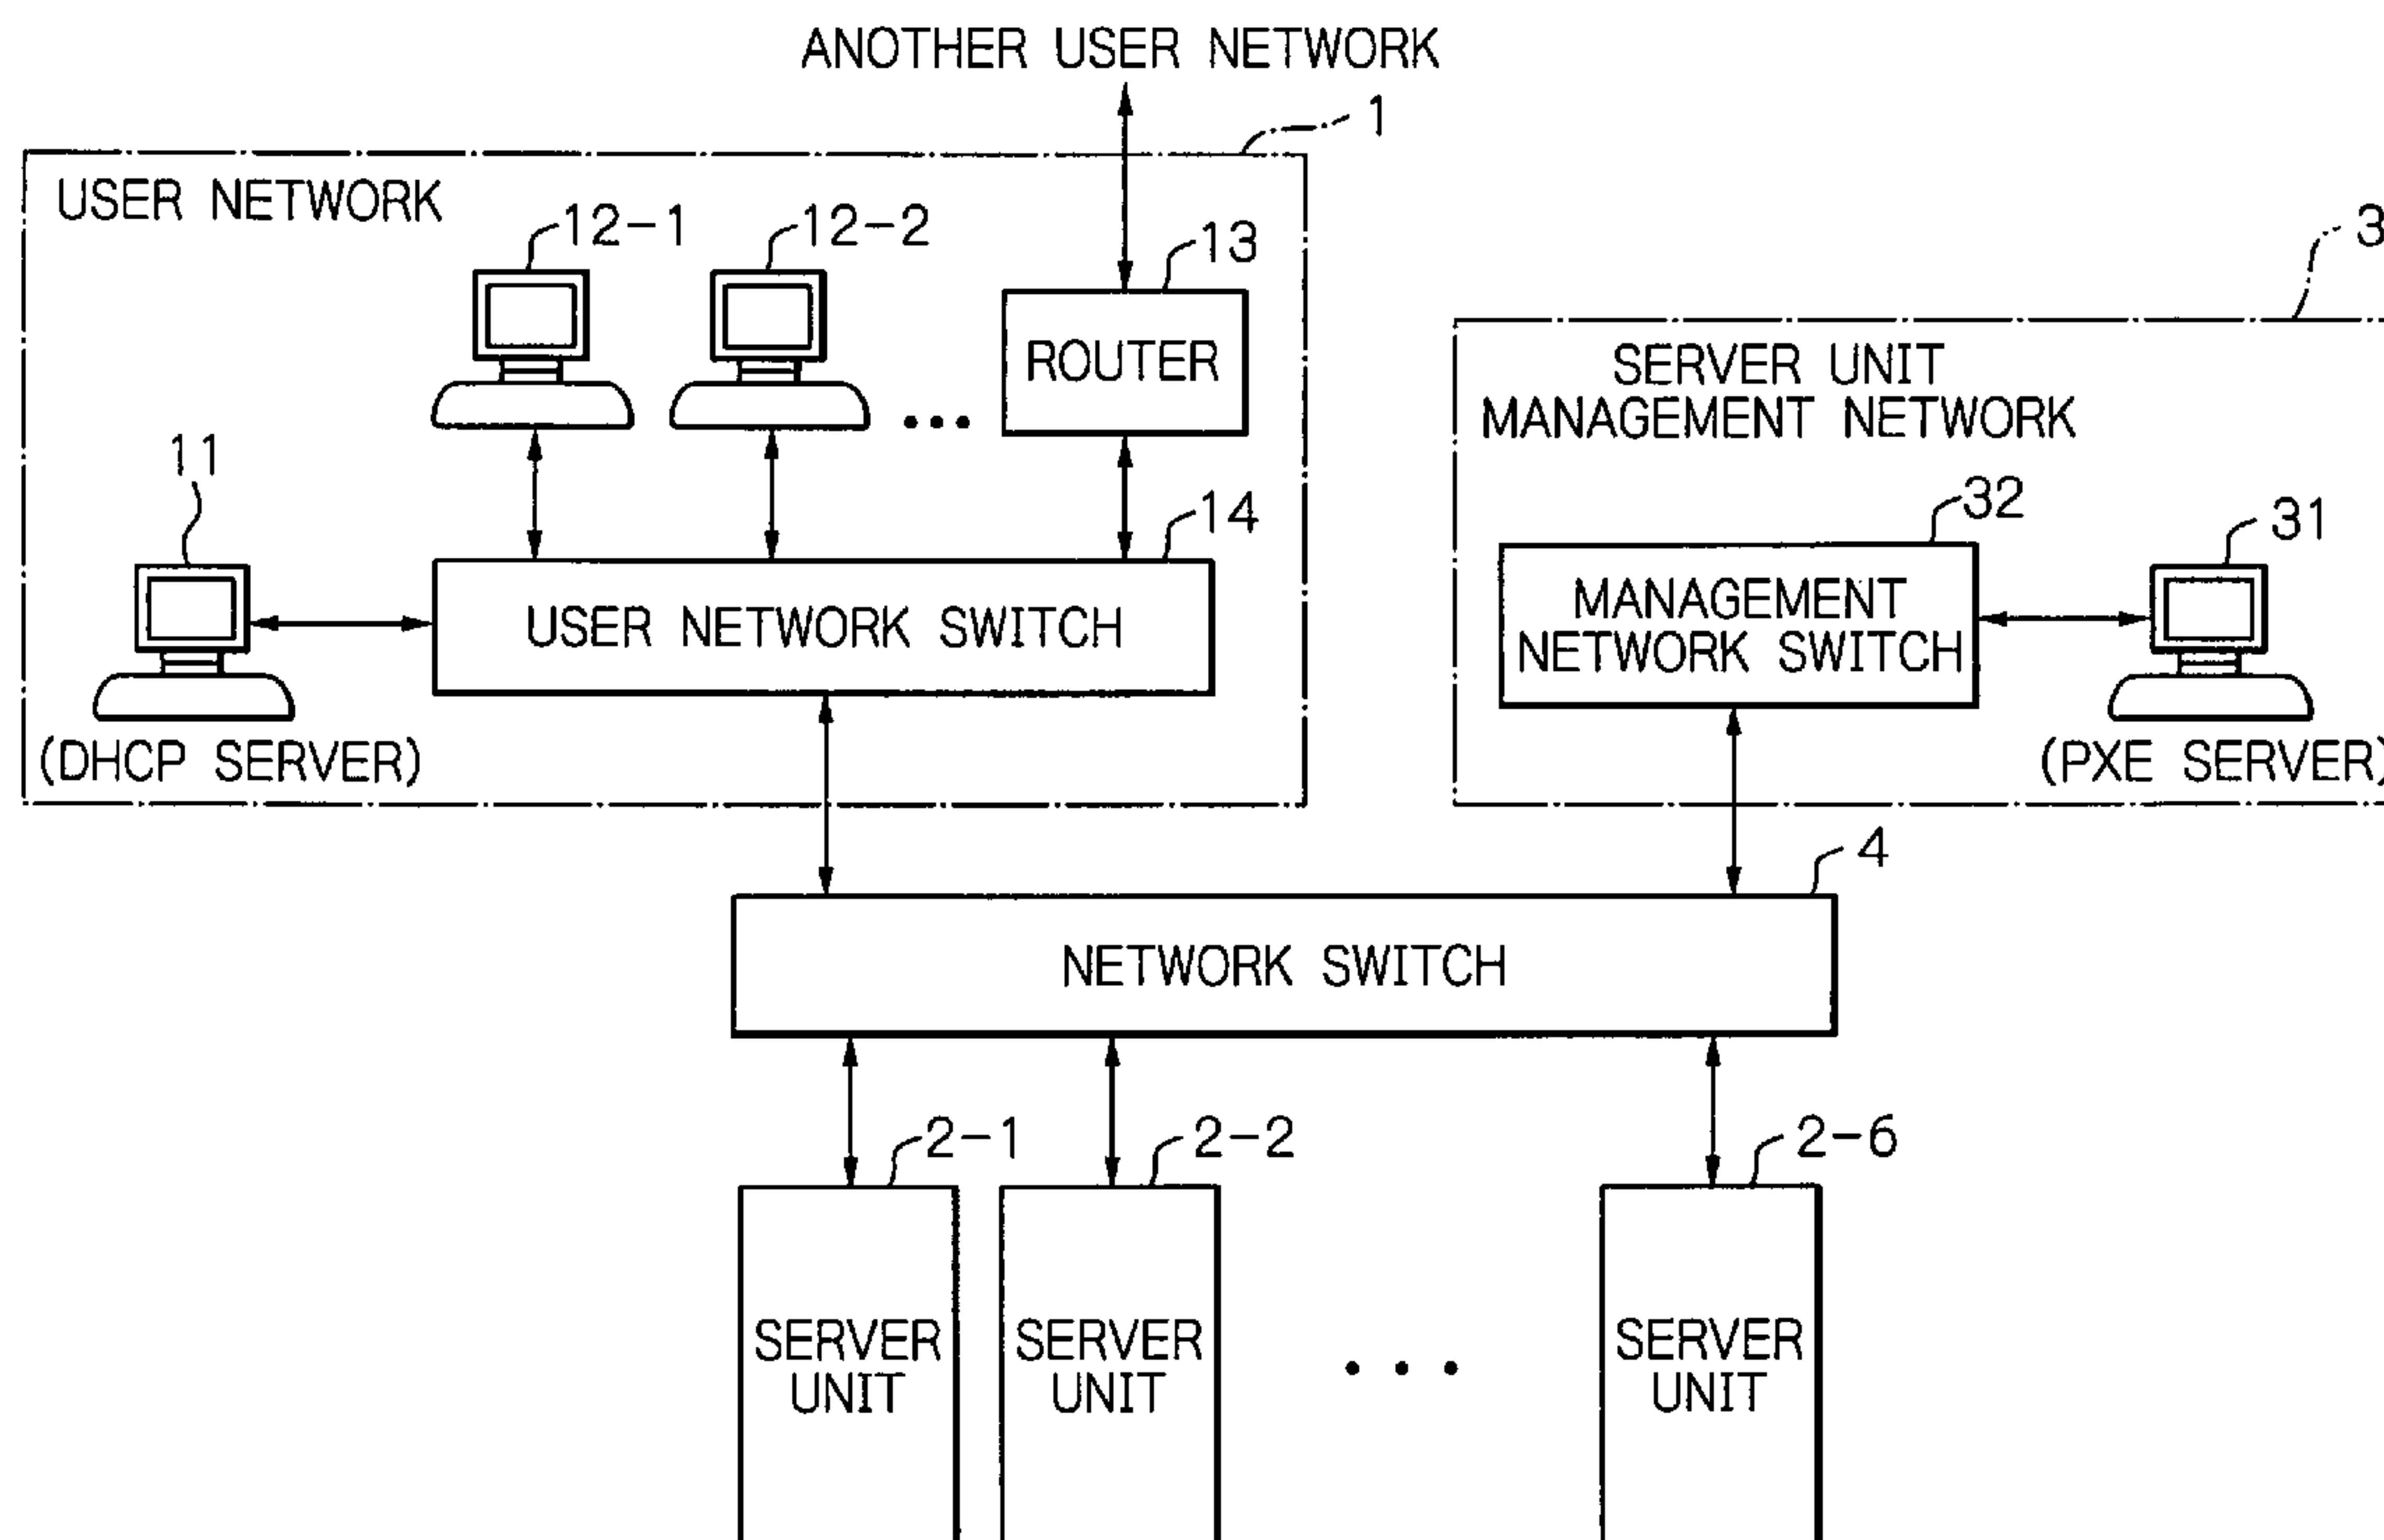 ANOTHER USER NETWORK
1
USER NETWORK
12-1
12-2
13
3
ROUTER
SERVER UNIT
MANAGEMENT NETWORK
11
14
32
31
USER NETWORK SWITCH
MANAGEMENT
NETWORK SWITCH
(DHCP SERVER)
(PXE SERVER)
4
NETWORK SWITCH
2-1
2-2
2-6
SERVER
UNIT
SERVER
UNIT
SERVER
UNIT